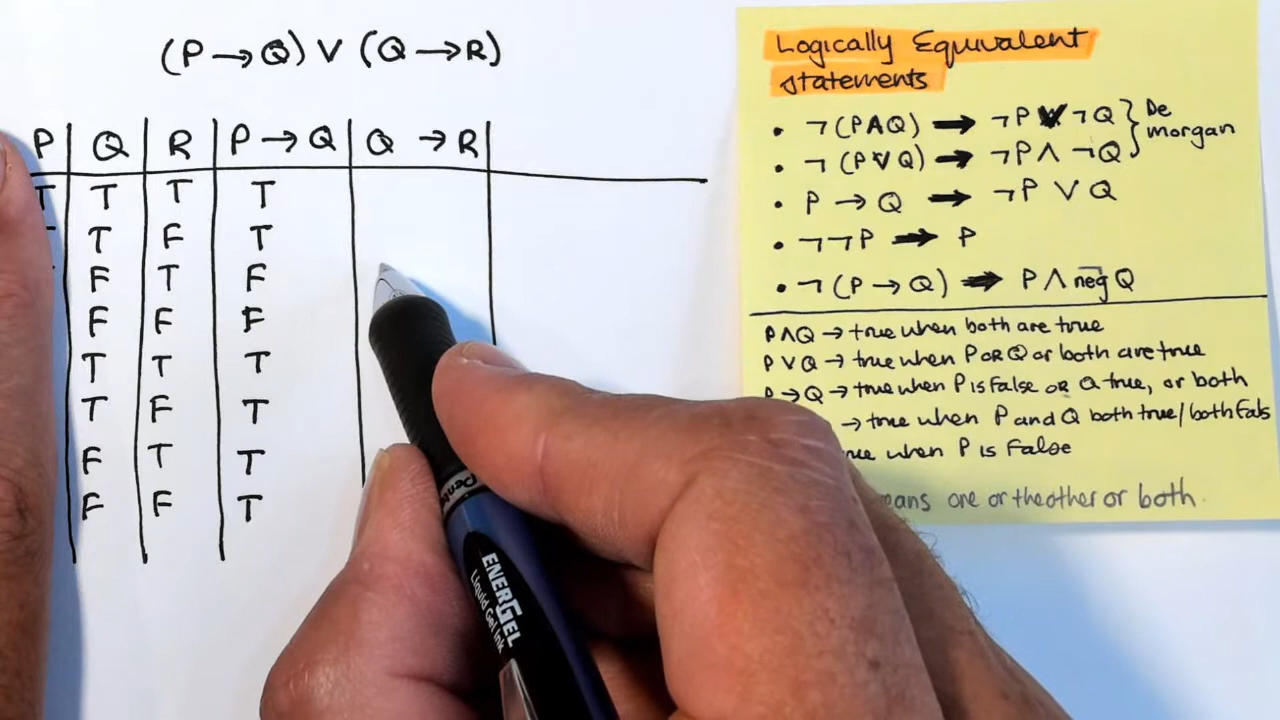 (P → Q) ∨ (Q → R)
P Q R P → Q Q → R
T T T T
T F T
F T F
F F F
T T T
T F T
F T T
F F T
Logically Equivalent
statements
• ¬(P∧Q) → ¬P ∨ ¬Q } De
• ¬(P∨Q) → ¬P ∧ ¬Q morgan
• P → Q → ¬P ∨ Q
• ¬¬P → P
• ¬(P → Q) → P ∧ neg Q
P∧Q → true when both are true
P∨Q → true when P OR Q or both are true
P→Q → true when P is False OR Q true, or both
→ true when P and Q both true/both Fals
when P is False
one or the other or both.
Pentel
ENERGEL
Liquid Gel Ink